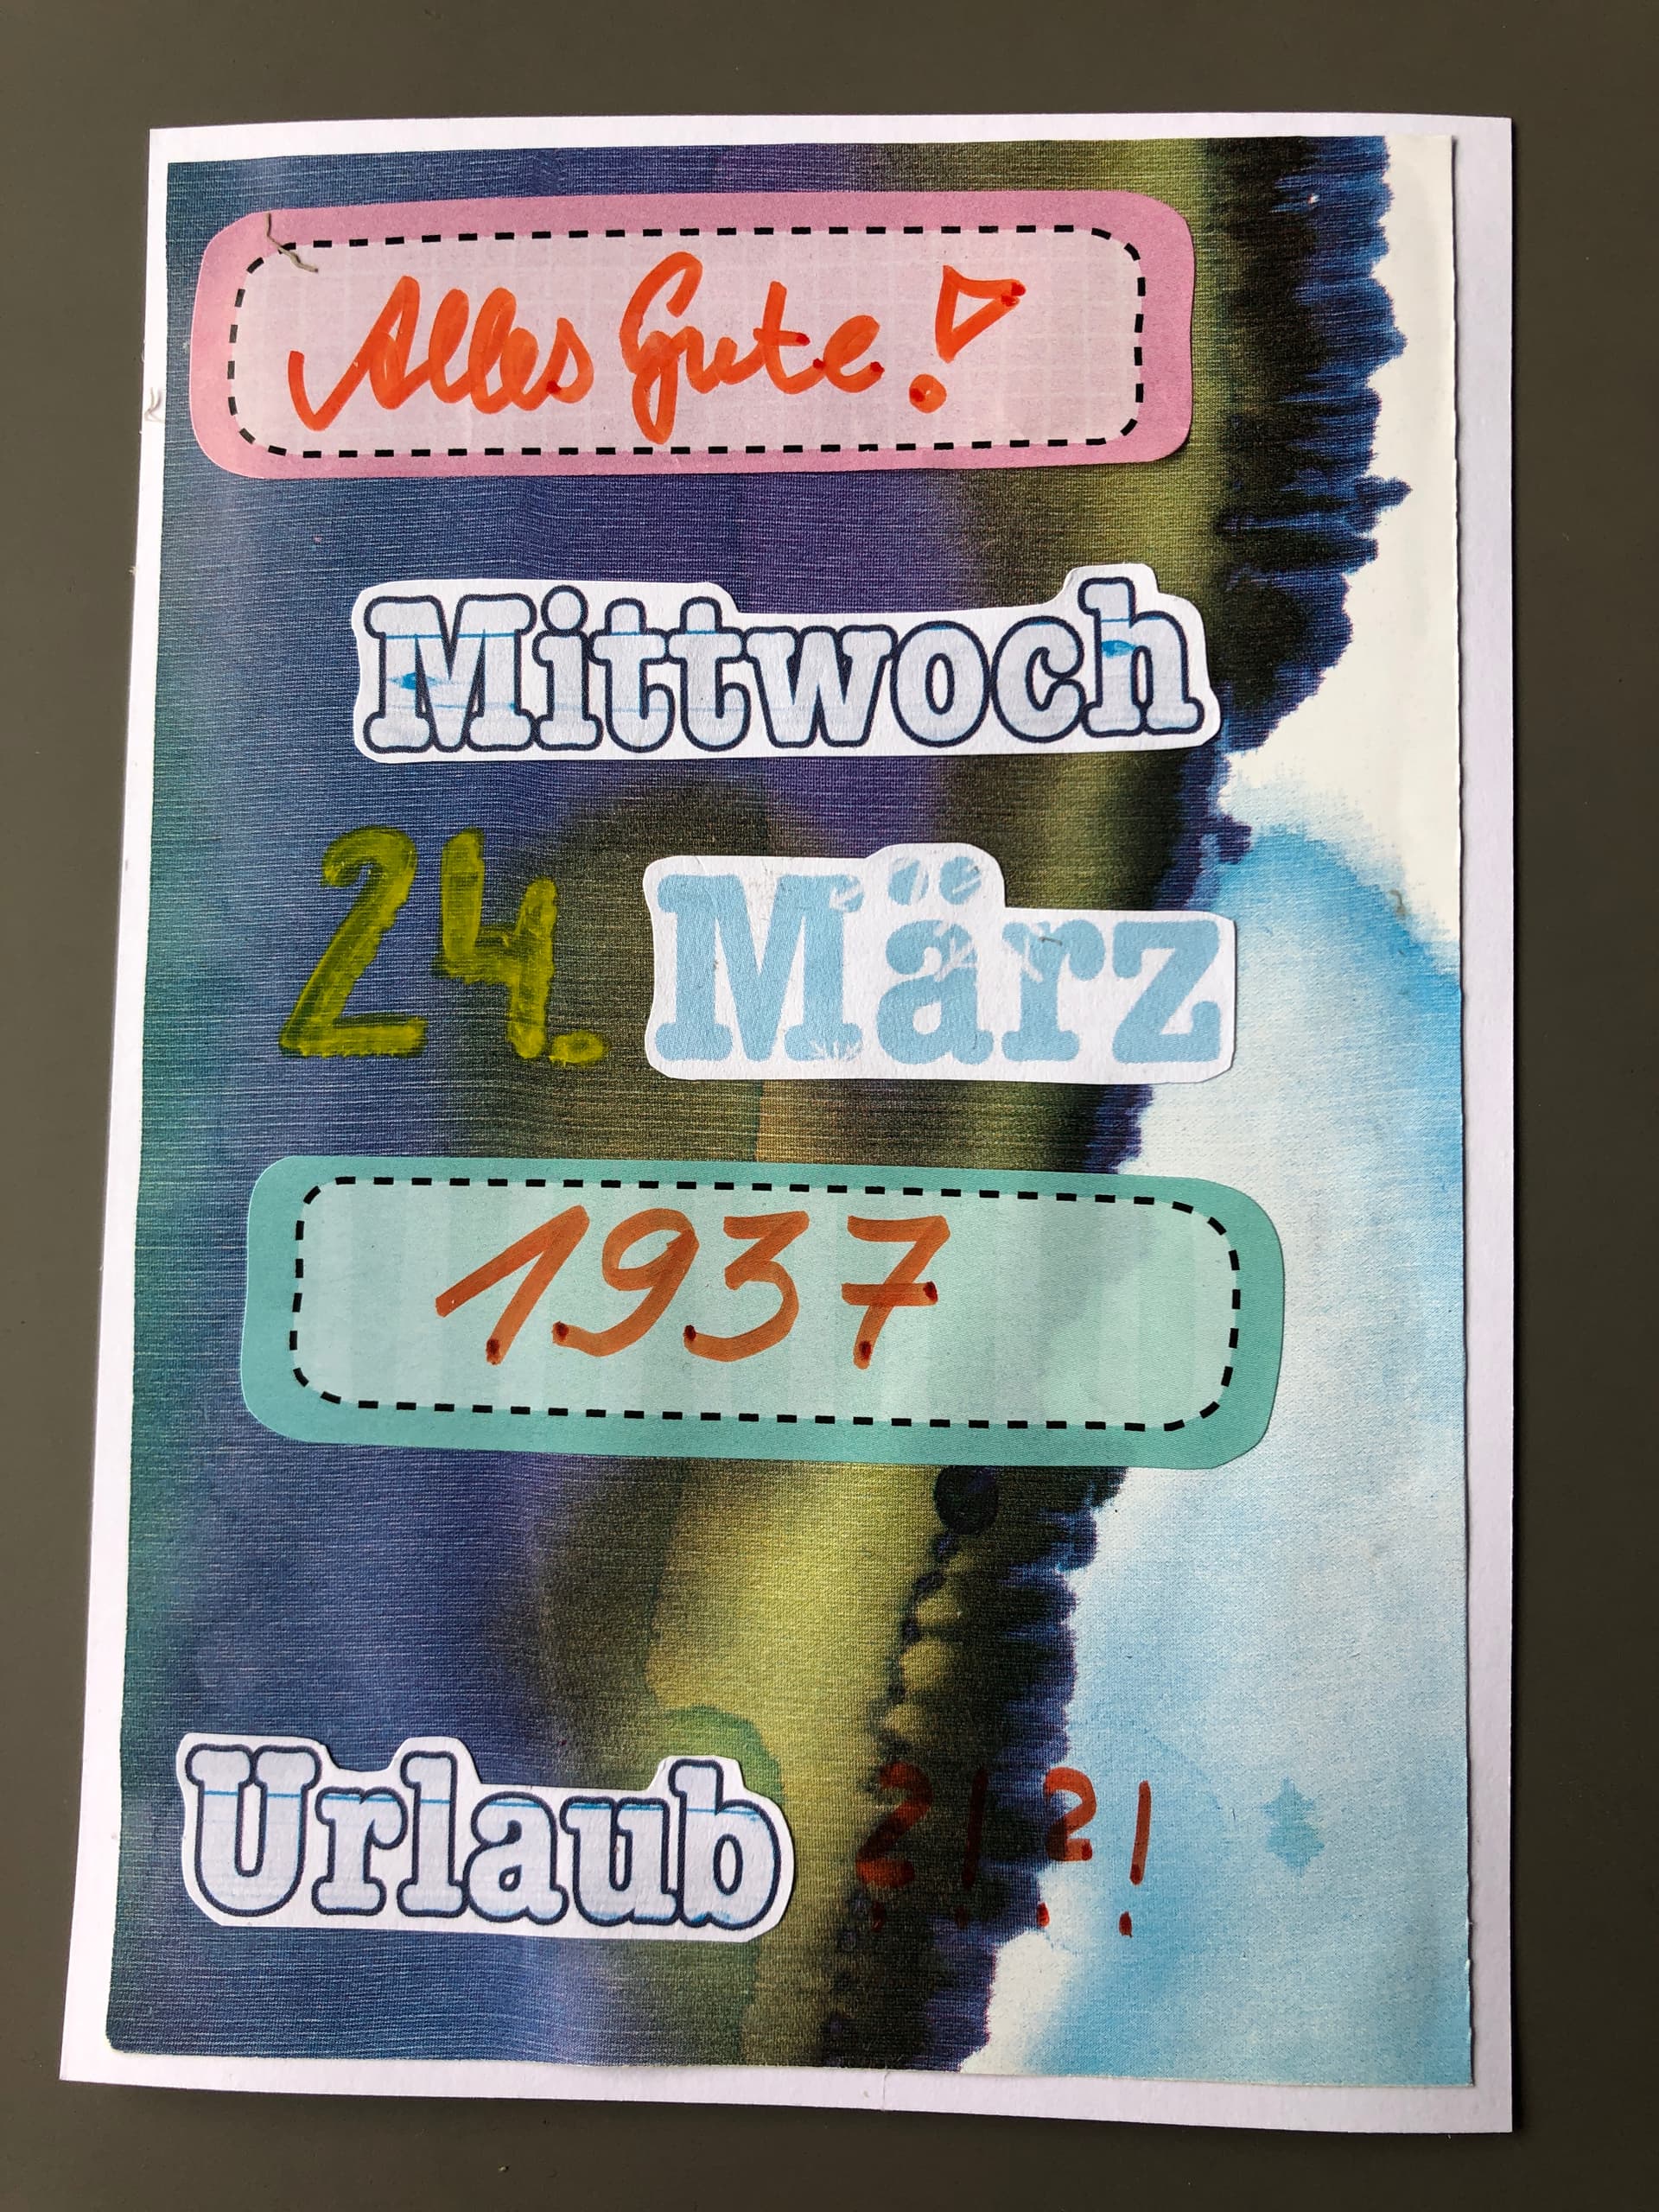 Alles Gute!
Mittwoch
24. März
1937
Urlaub ?!?!